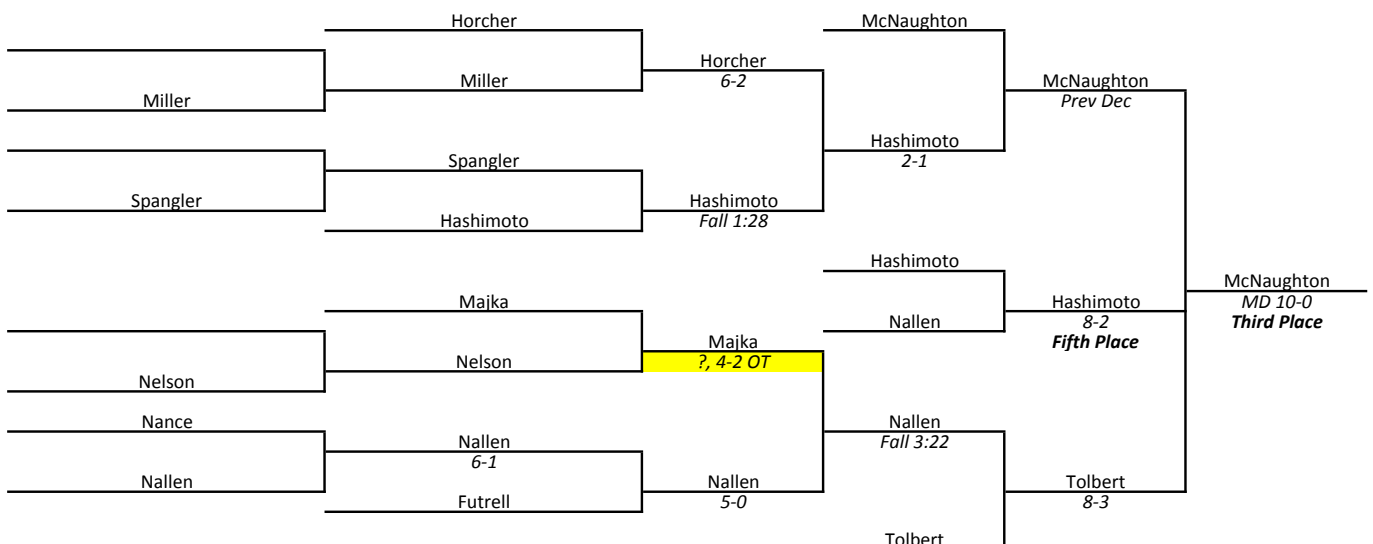 Horcher
McNaughton
Horcher
6-2
Miller
McNaughton
Prev Dec
Miller
Hashimoto
2-1
Spangler
Spangler
Hashimoto
Fall 1:28
Hashimoto
Hashimoto
McNaughton
MD 10-0
Third Place
Majka
Hashimoto
8-2
Fifth Place
Nallen
Majka
?, 4-2 OT
Nelson
Nelson
Nance
Nallen
Fall 3:22
Nallen
6-1
Nallen
Nallen
5-0
Tolbert
8-3
Futrell
Tolbert